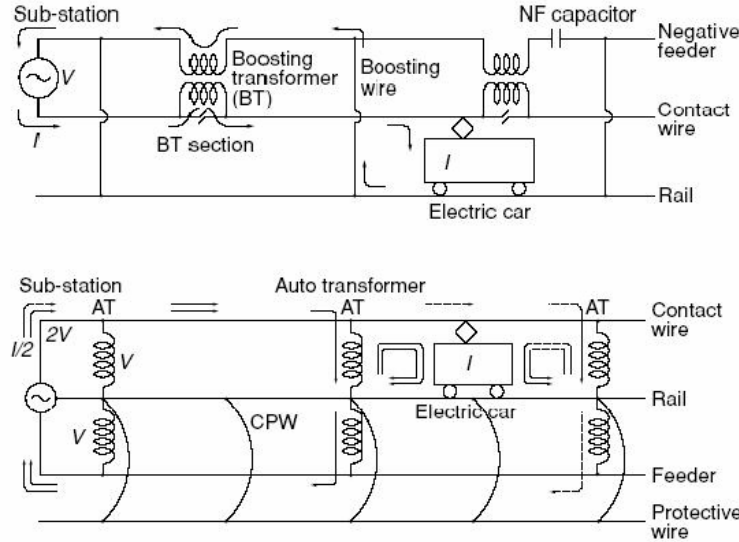 Sub-station
NF capacitor
Negative
feeder
V
Boosting
transformer
(BT)
Boosting
wire
Contact
wire
I
BT section
I
Rail
Electric car
Sub-station
Auto transformer
AT
AT
AT
Contact
wire
I/2
2V
V
I
Rail
Electric car
V
CPW
Feeder
Protective
wire